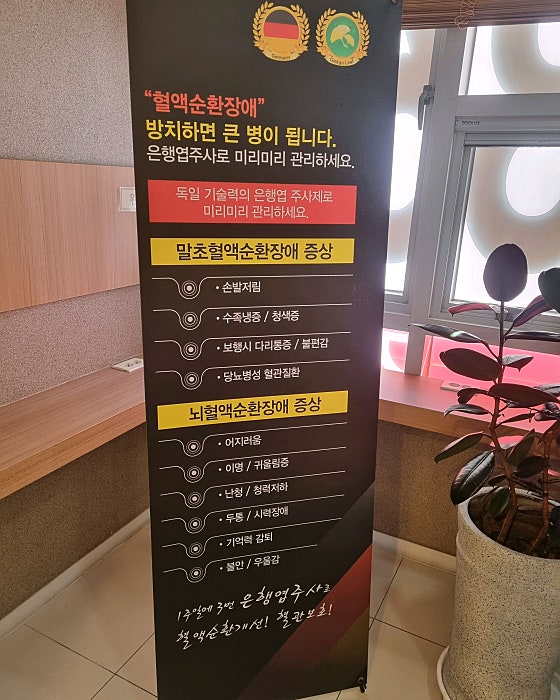 Germany
Ginkgo Leaf
“혈액순환장애”
방치하면 큰 병이 됩니다.
은행엽주사로 미리미리 관리하세요.
독일 기술력의 은행엽 주사제로
미리미리 관리하세요.
말초혈액순환장애 증상
• 손발저림
• 수족냉증 / 청색증
• 보행시 다리통증 / 불편감
• 당뇨병성 혈관질환
뇌혈액순환장애 증상
• 어지러움
• 이명 / 귀울림증
• 난청 / 청력저하
• 두통 / 시력장애
• 기억력 감퇴
• 불안 / 우울감
1주일에 3번 은행엽주사로
혈액순환개선! 혈관보호!